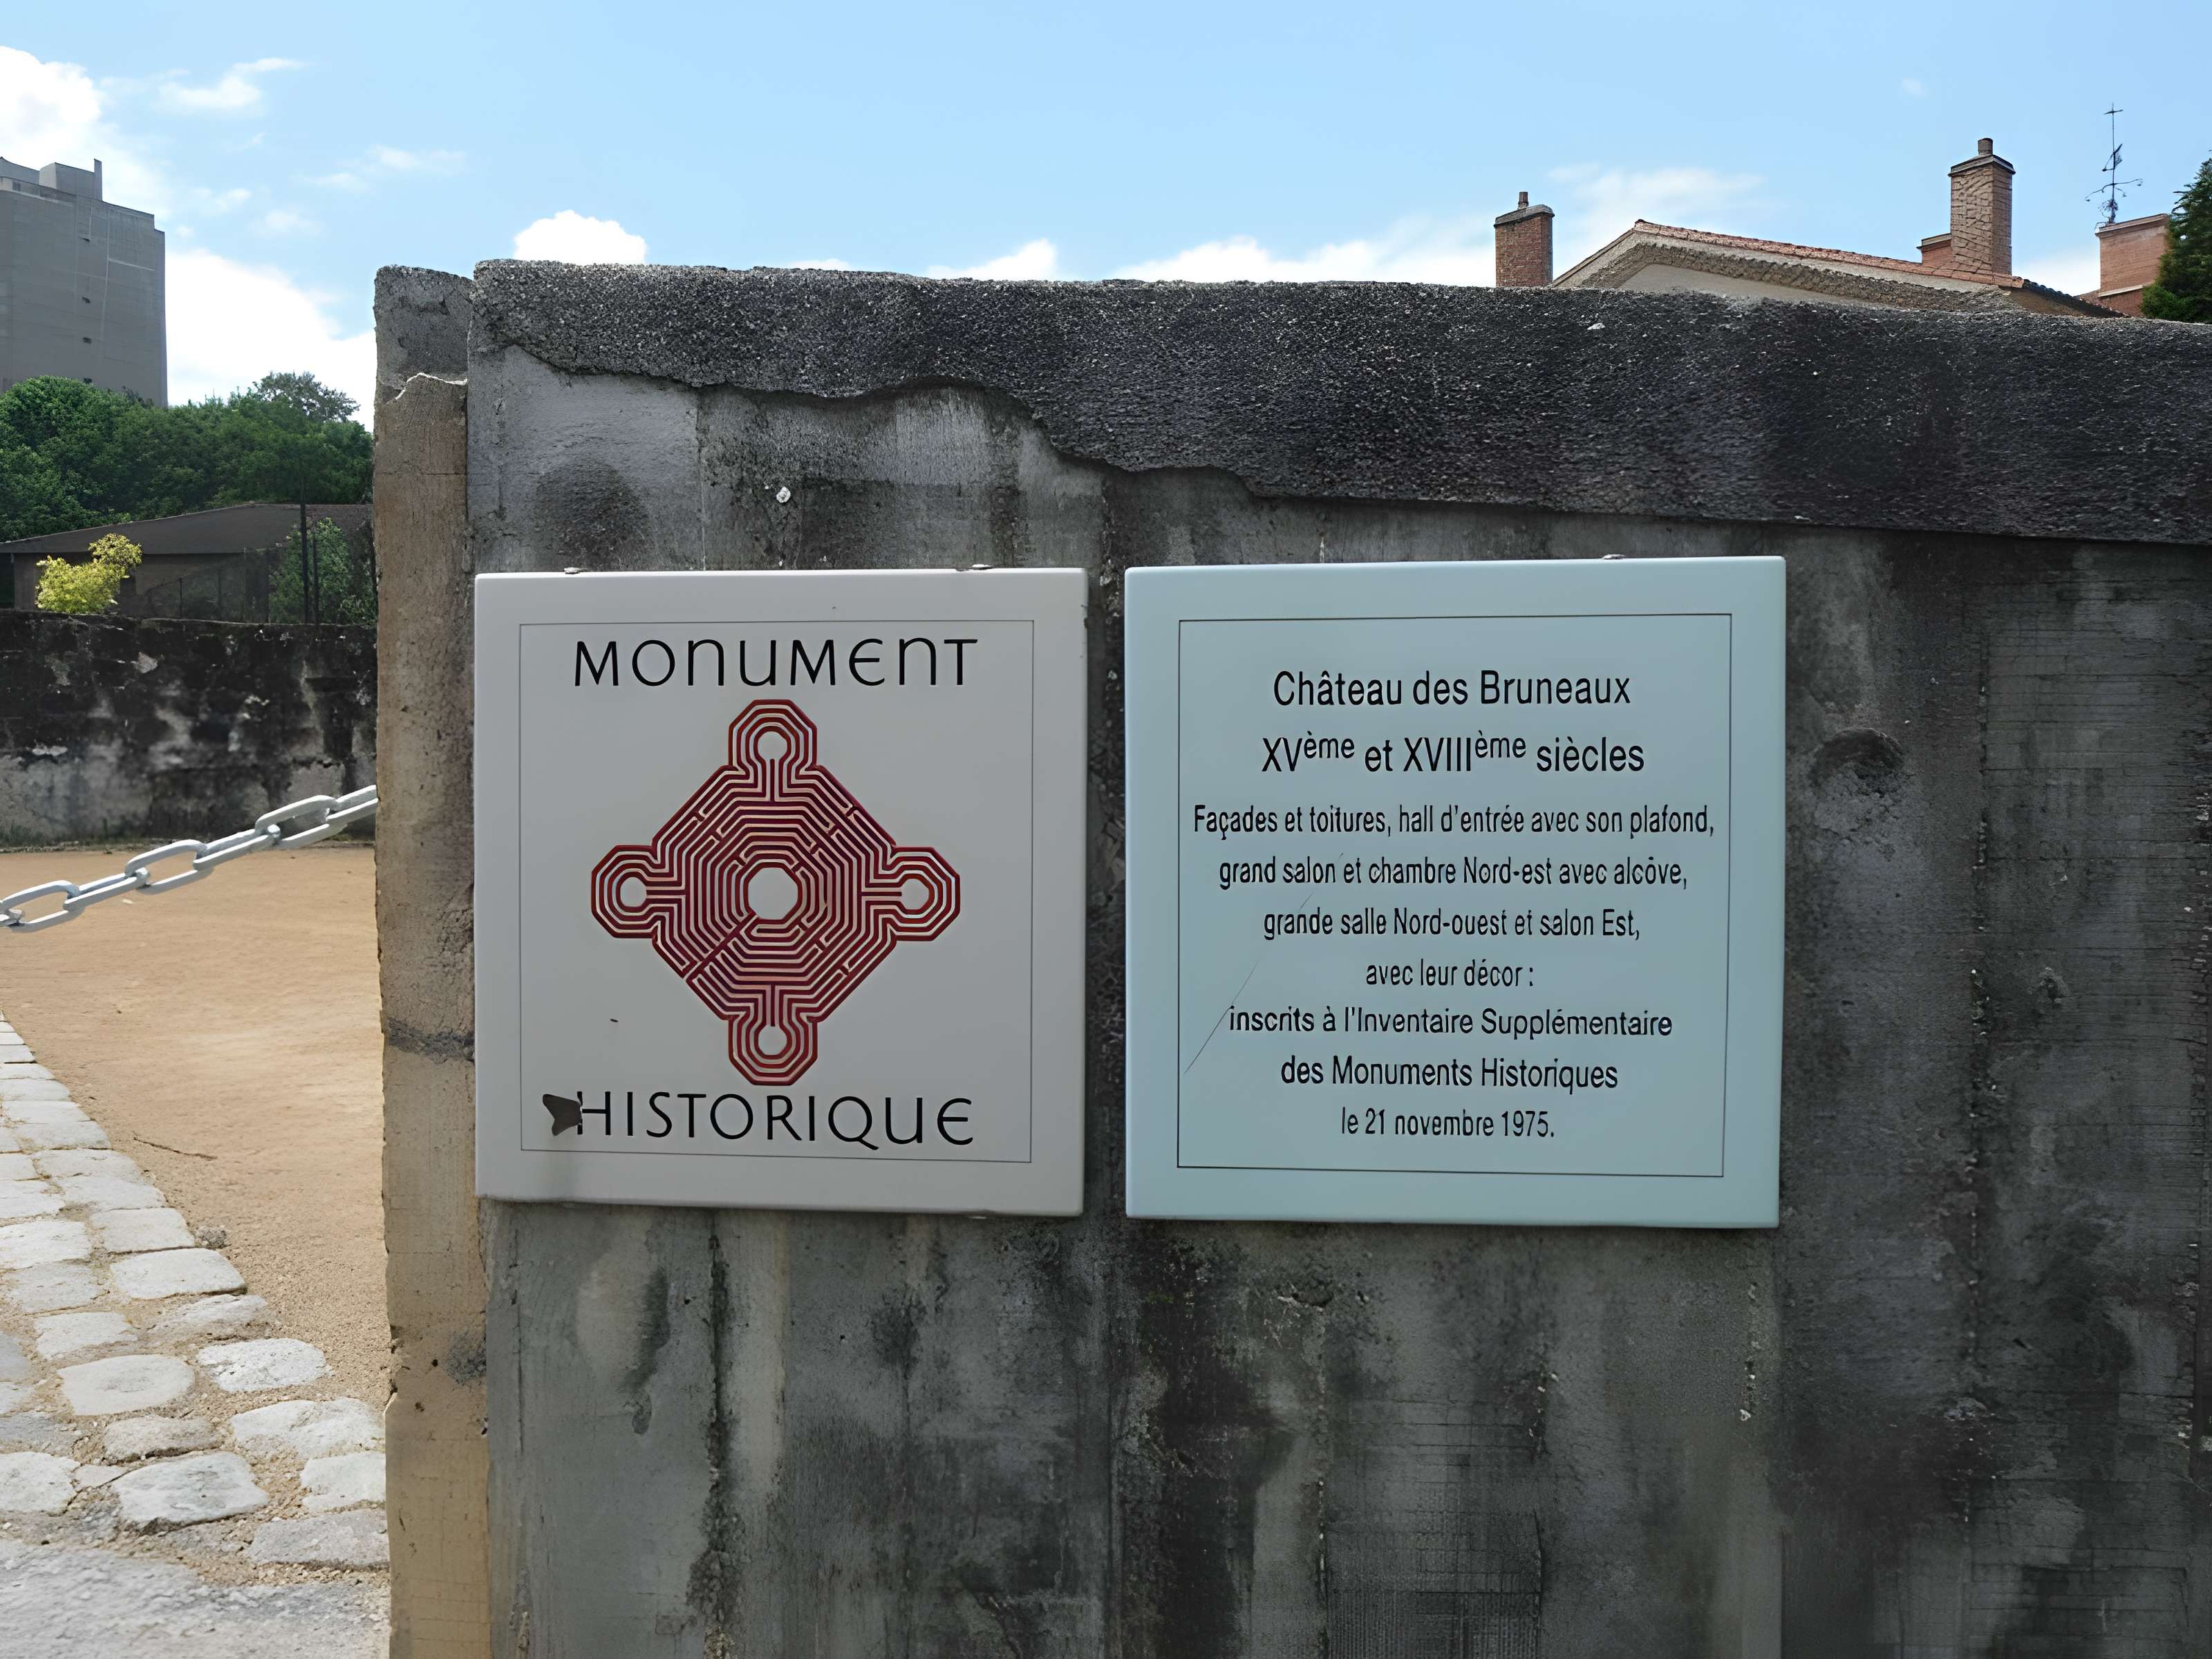 MONUMENT
HISTORIQUE
Château des Bruneaux
XVème et XVIIIème siècles
Façades et toitures, hall d'entrée avec son plafond,
grand salon et chambre Nord-est avec alcôve,
grande salle Nord-ouest et salon Est,
avec leur décor :
inscrits à l'Inventaire Supplémentaire
des Monuments Historiques
le 21 novembre 1975.